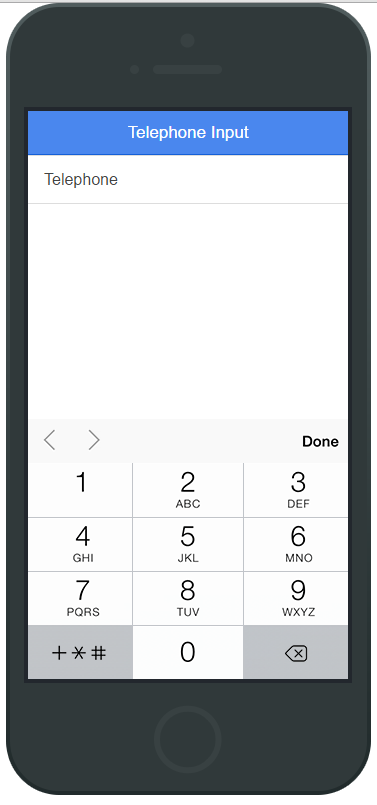 Telephone Input
Telephone
Done
1 2 3
ABC DEF
4 5 6
GHI JKL MNO
7 8 9
PQRS TUV WXYZ
+*# 0